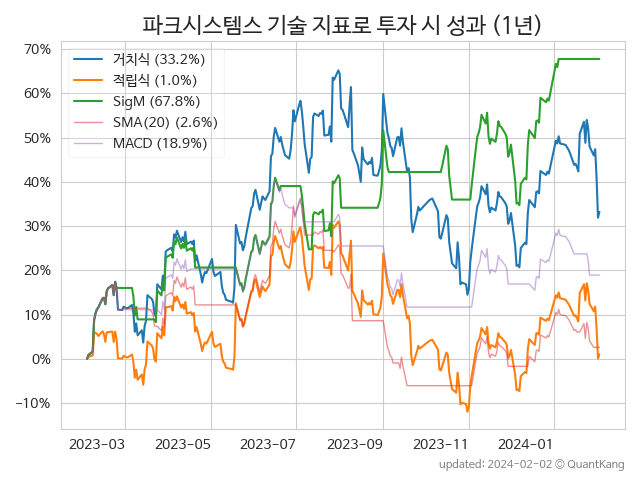 파크시스템스 기술 지표로 투자 시 성과 (1년)
70%
60%
50%
40%
30%
20%
10%
0%
−10%
거치식 (33.2%)
적립식 (1.0%)
SigM (67.8%)
SMA(20) (2.6%)
MACD (18.9%)
2023-03
2023-05
2023-07
2023-09
2023-11
2024-01
updated: 2024-02-02 © QuantKang